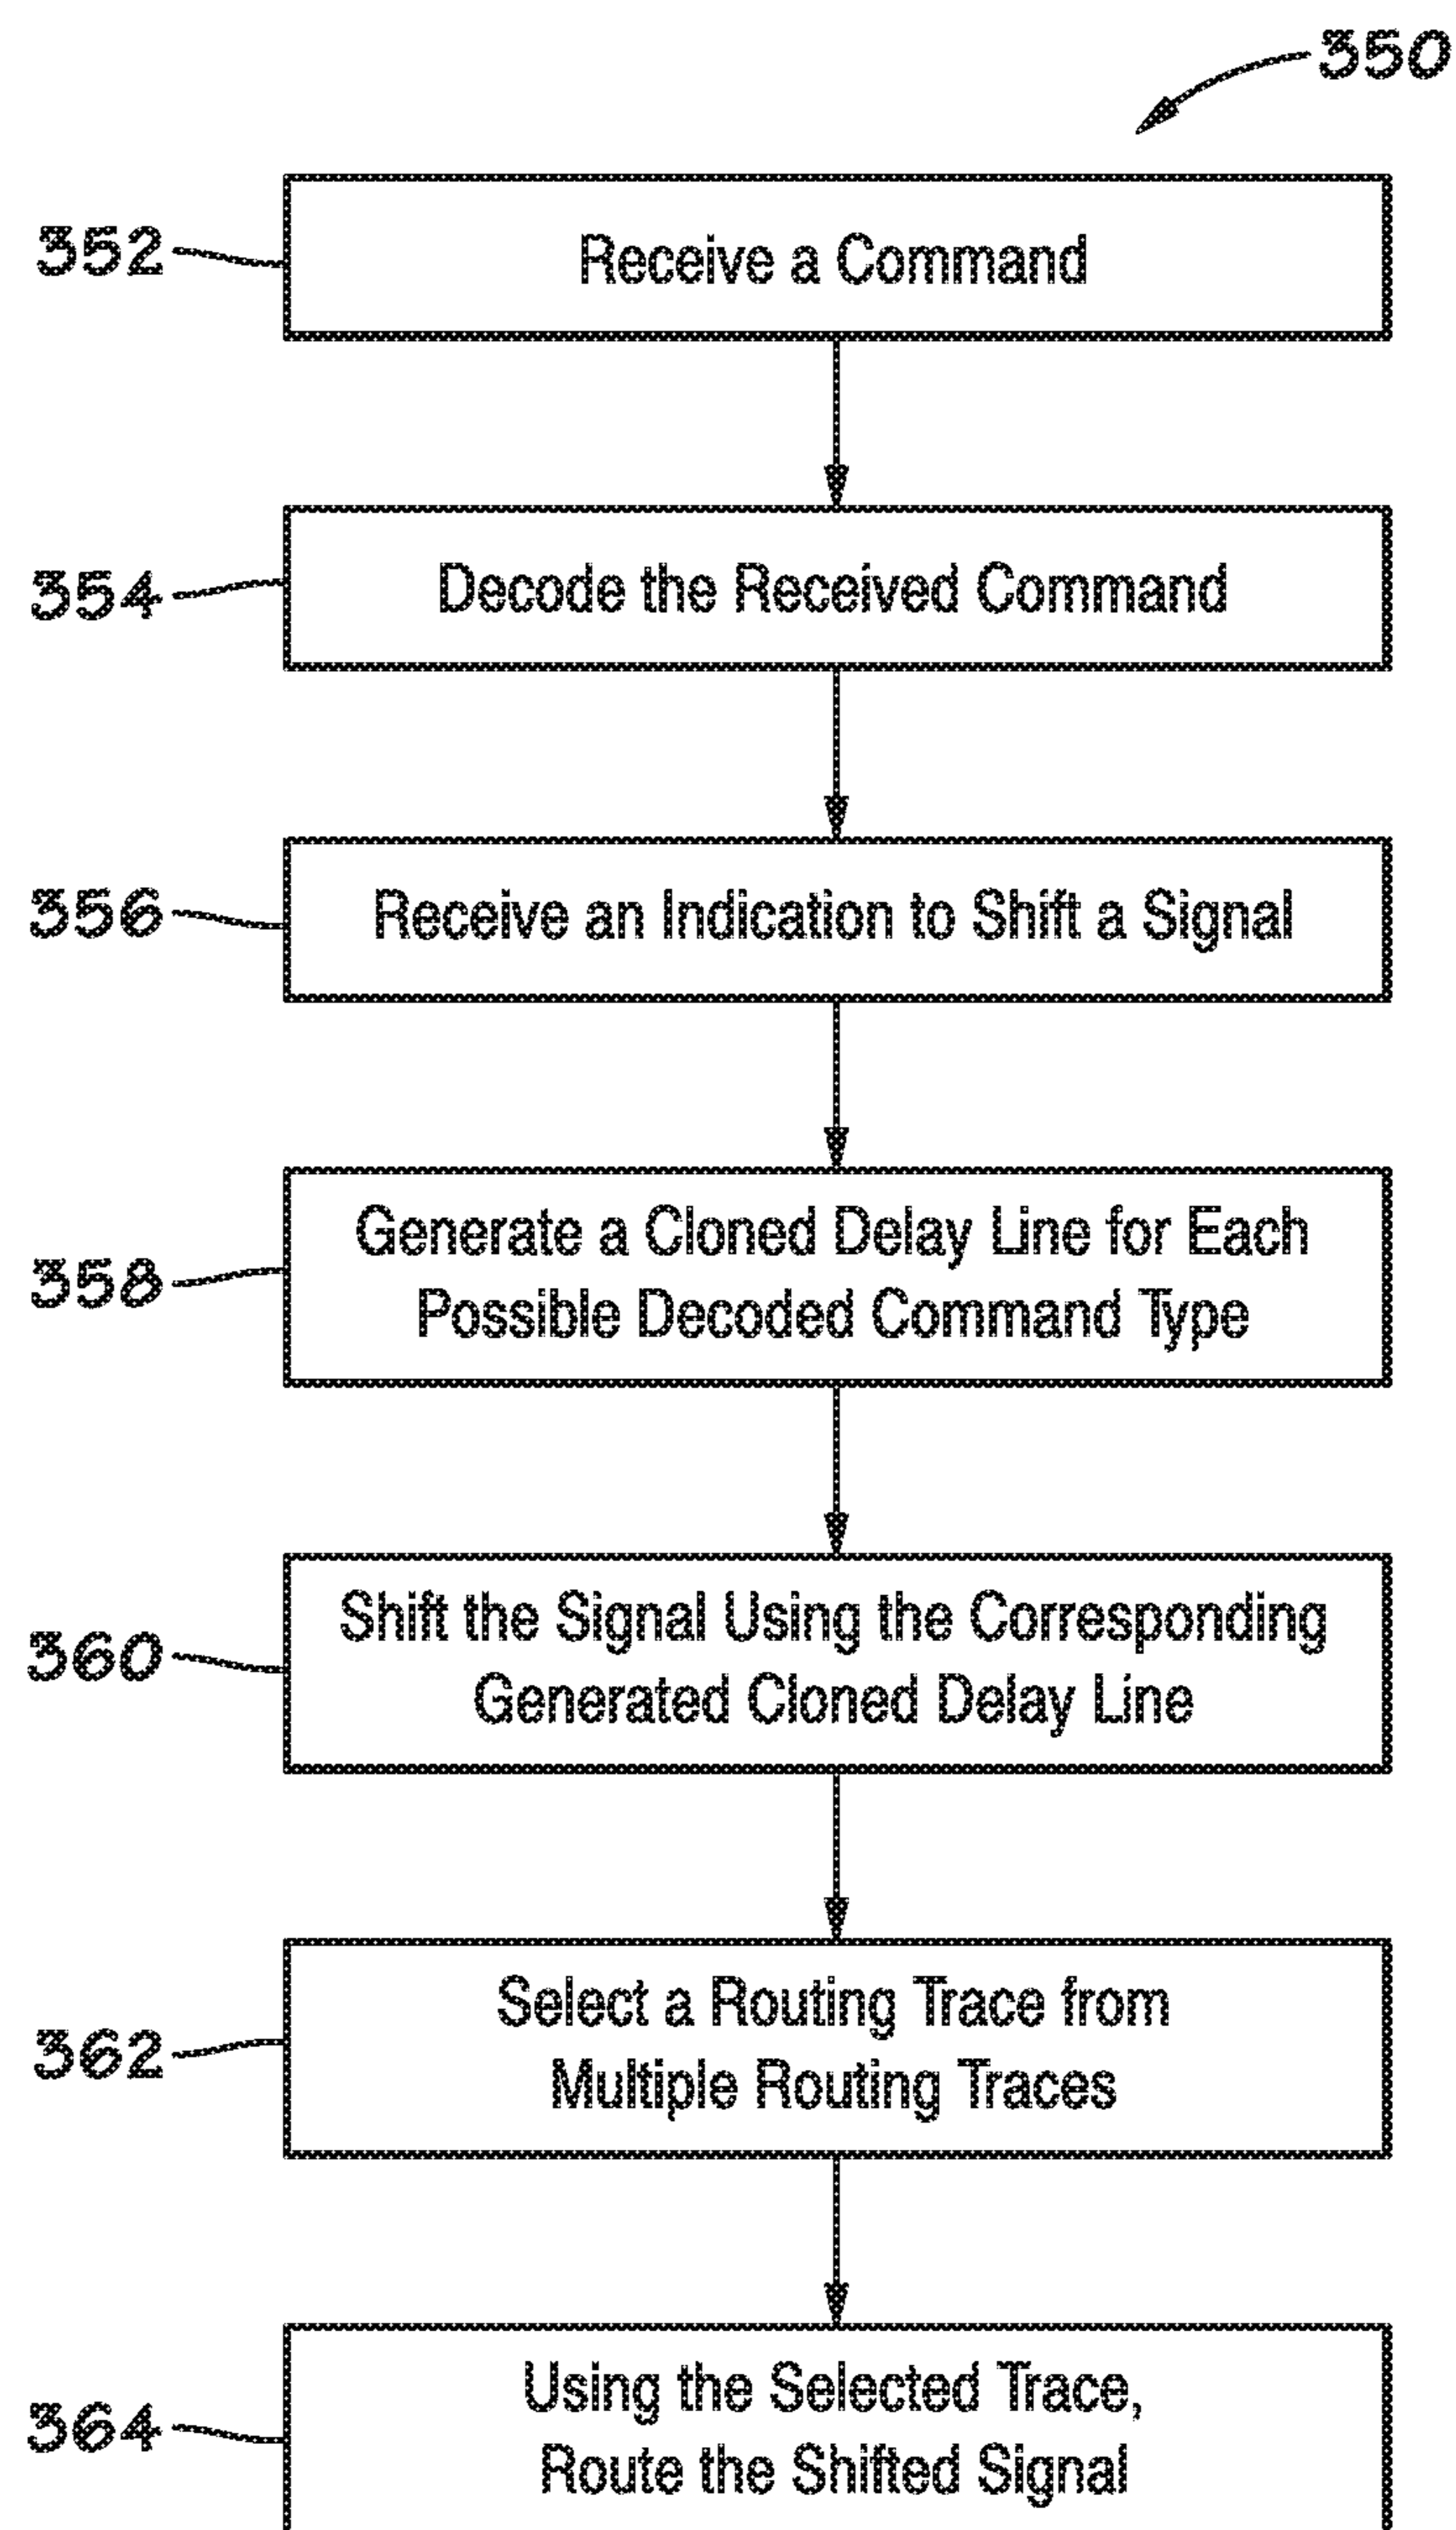 350
352
Receive a Command
354
Decode the Received Command
356
Receive an Indication to Shift a Signal
358
Generate a Cloned Delay Line for Each
Possible Decoded Command Type
360
Shift the Signal Using the Corresponding
Generated Cloned Delay Line
362
Select a Routing Trace from
Multiple Routing Traces
364
Using the Selected Trace,
Route the Shifted Signal